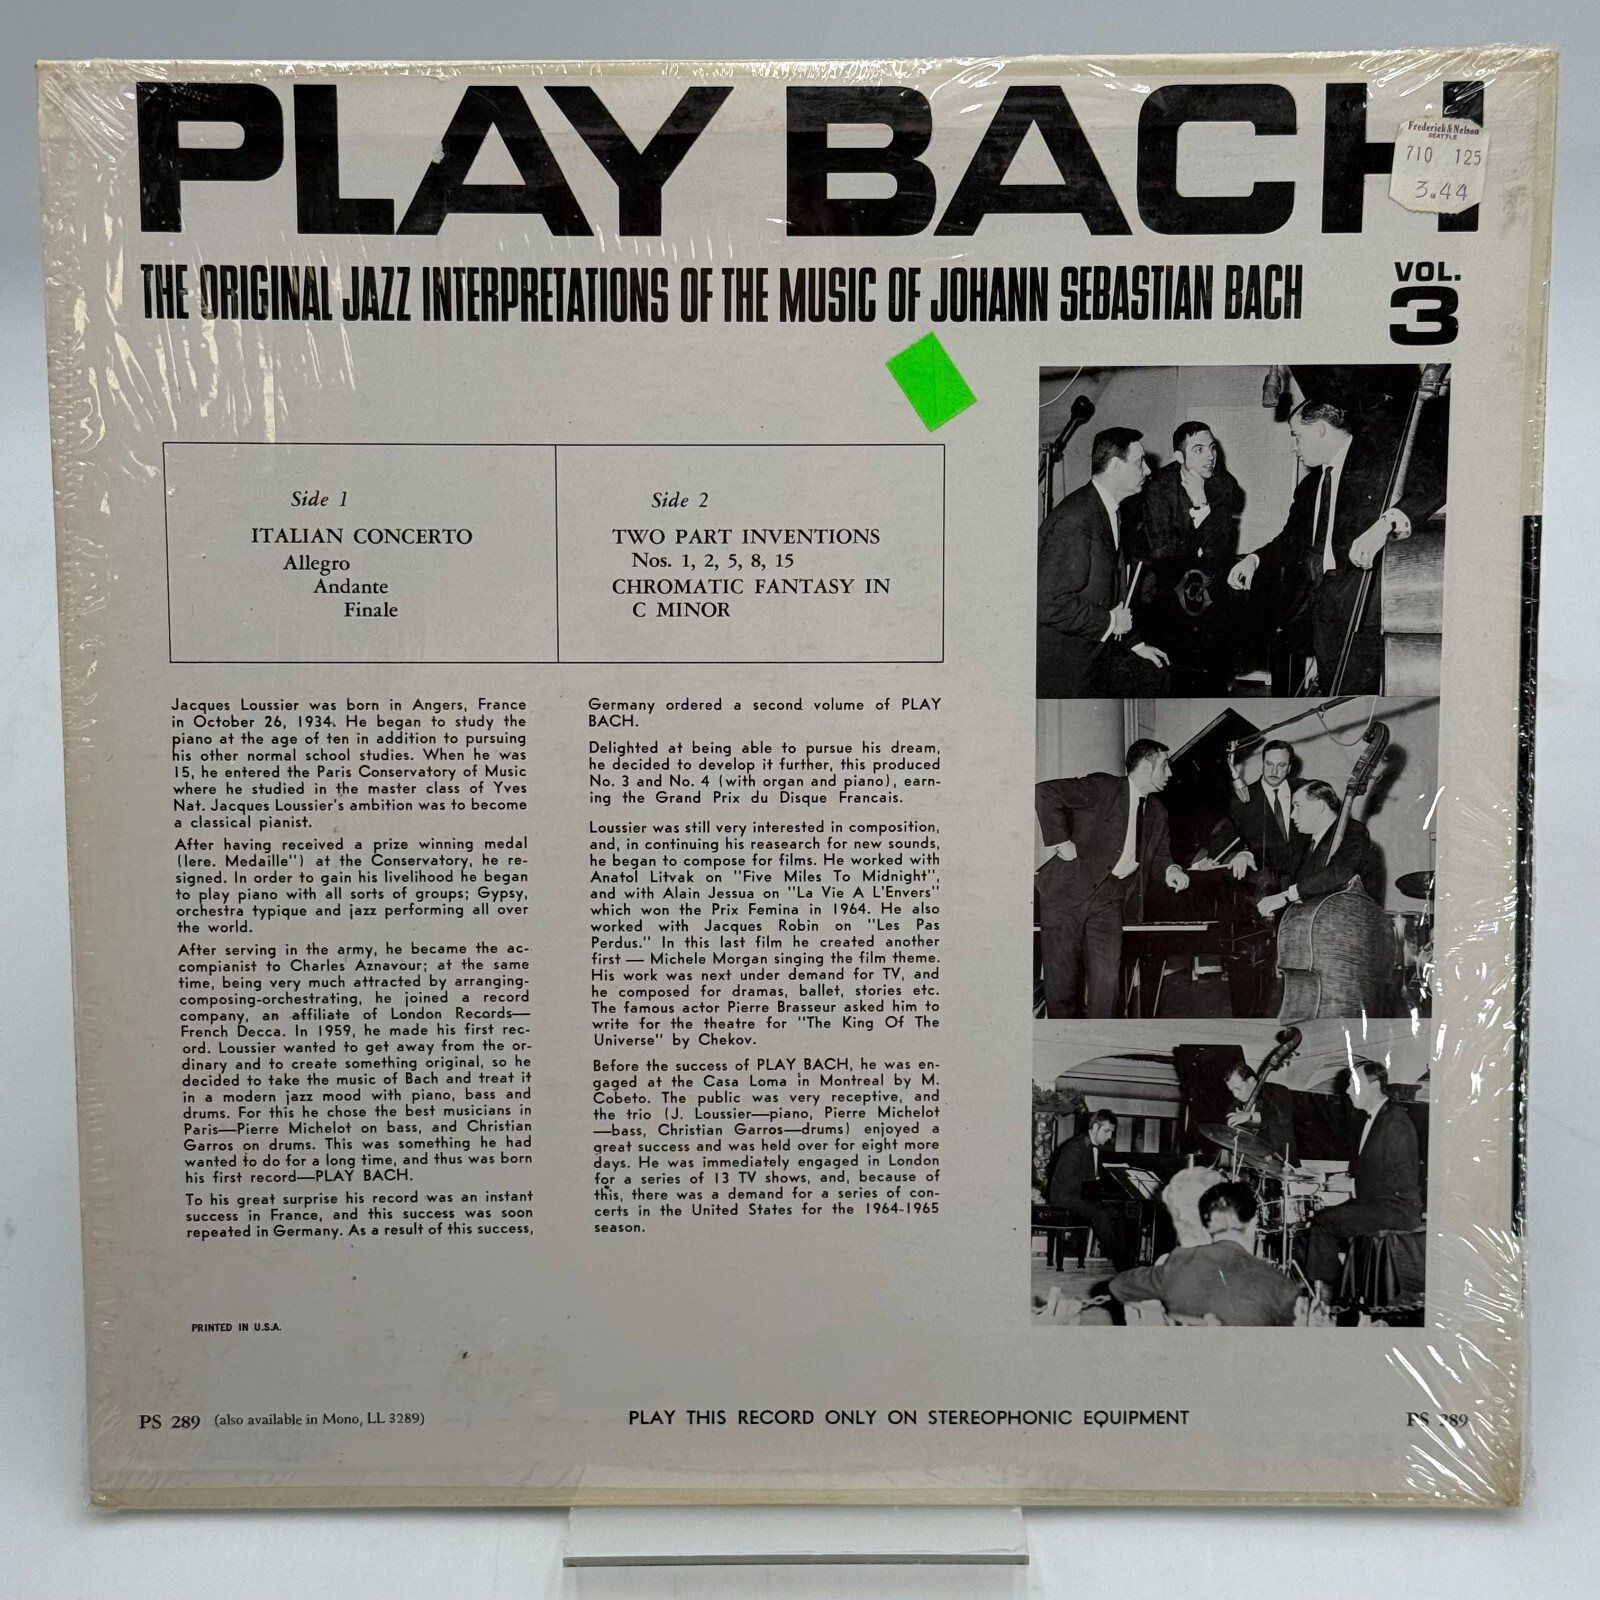 PLAY BACH
Frederick & Nelson
SEATTLE
710 125
3.44
THE ORIGINAL JAZZ INTERPRETATIONS OF THE MUSIC OF JOHANN SEBASTIAN BACH
VOL.
3
Side 1
ITALIAN CONCERTO
Allegro
Andante
Finale
Side 2
TWO PART INVENTIONS
Nos. 1, 2, 5, 8, 15
CHROMATIC FANTASY IN
C MINOR
Jacques Loussier was born in Angers, France
in October 26, 1934. He began to study the
piano at the age of ten in addition to pursuing
his other normal school studies. When he was
15, he entered the Paris Conservatory of Music
where he studied in the master class of Yves
Nat. Jacques Loussier's ambition was to become
a classical pianist.
After having received a prize winning medal
(lere. Medaille") at the Conservatory, he re-
signed. In order to gain his livelihood he began
to play piano with all sorts of groups; Gypsy,
orchestra typique and jazz performing all over
the world.
After serving in the army, he became the ac-
compianist to Charles Aznavour; at the same
time, being very much attracted by arranging-
composing-orchestrating, he joined a record
company, an affiliate of London Records—
French Decca. In 1959, he made his first rec-
ord. Loussier wanted to get away from the or-
dinary and to create something original, so he
decided to take the music of Bach and treat it
in a modern jazz mood with piano, bass and
drums. For this he chose the best musicians in
Paris—Pierre Michelot on bass, and Christian
Garros on drums. This was something he had
wanted to do for a long time, and thus was born
his first record—PLAY BACH.
To his great surprise his record was an instant
success in France, and this success was soon
repeated in Germany. As a result of this success,
Germany ordered a second volume of PLAY
BACH.
Delighted at being able to pursue his dream,
he decided to develop it further, this produced
No. 3 and No. 4 (with organ and piano), earn-
ing the Grand Prix du Disque Francais.
Loussier was still very interested in composition,
and, in continuing his reasearch for new sounds,
he began to compose for films. He worked with
Anatol Litvak on "Five Miles To Midnight",
and with Alain Jessua on "La Vie A L'Envers"
which won the Prix Femina in 1964. He also
worked with Jacques Robin on "Les Pas
Perdus." In this last film he created another
first — Michele Morgan singing the film theme.
His work was next under demand for TV, and
he composed for dramas, ballet, stories etc.
The famous actor Pierre Brasseur asked him to
write for the theatre for "The King Of The
Universe" by Chekov.
Before the success of PLAY BACH, he was en-
gaged at the Casa Loma in Montreal by M.
Cobeto. The public was very receptive, and
the trio (J. Loussier—piano, Pierre Michelot
—bass, Christian Garros—drums) enjoyed a
great success and was held over for eight more
days. He was immediately engaged in London
for a series of 13 TV shows, and, because of
this, there was a demand for a series of con-
certs in the United States for the 1964-1965
season.
PRINTED IN U.S.A.
PS 289 (also available in Mono, LL 3289)
PLAY THIS RECORD ONLY ON STEREOPHONIC EQUIPMENT
PS 289